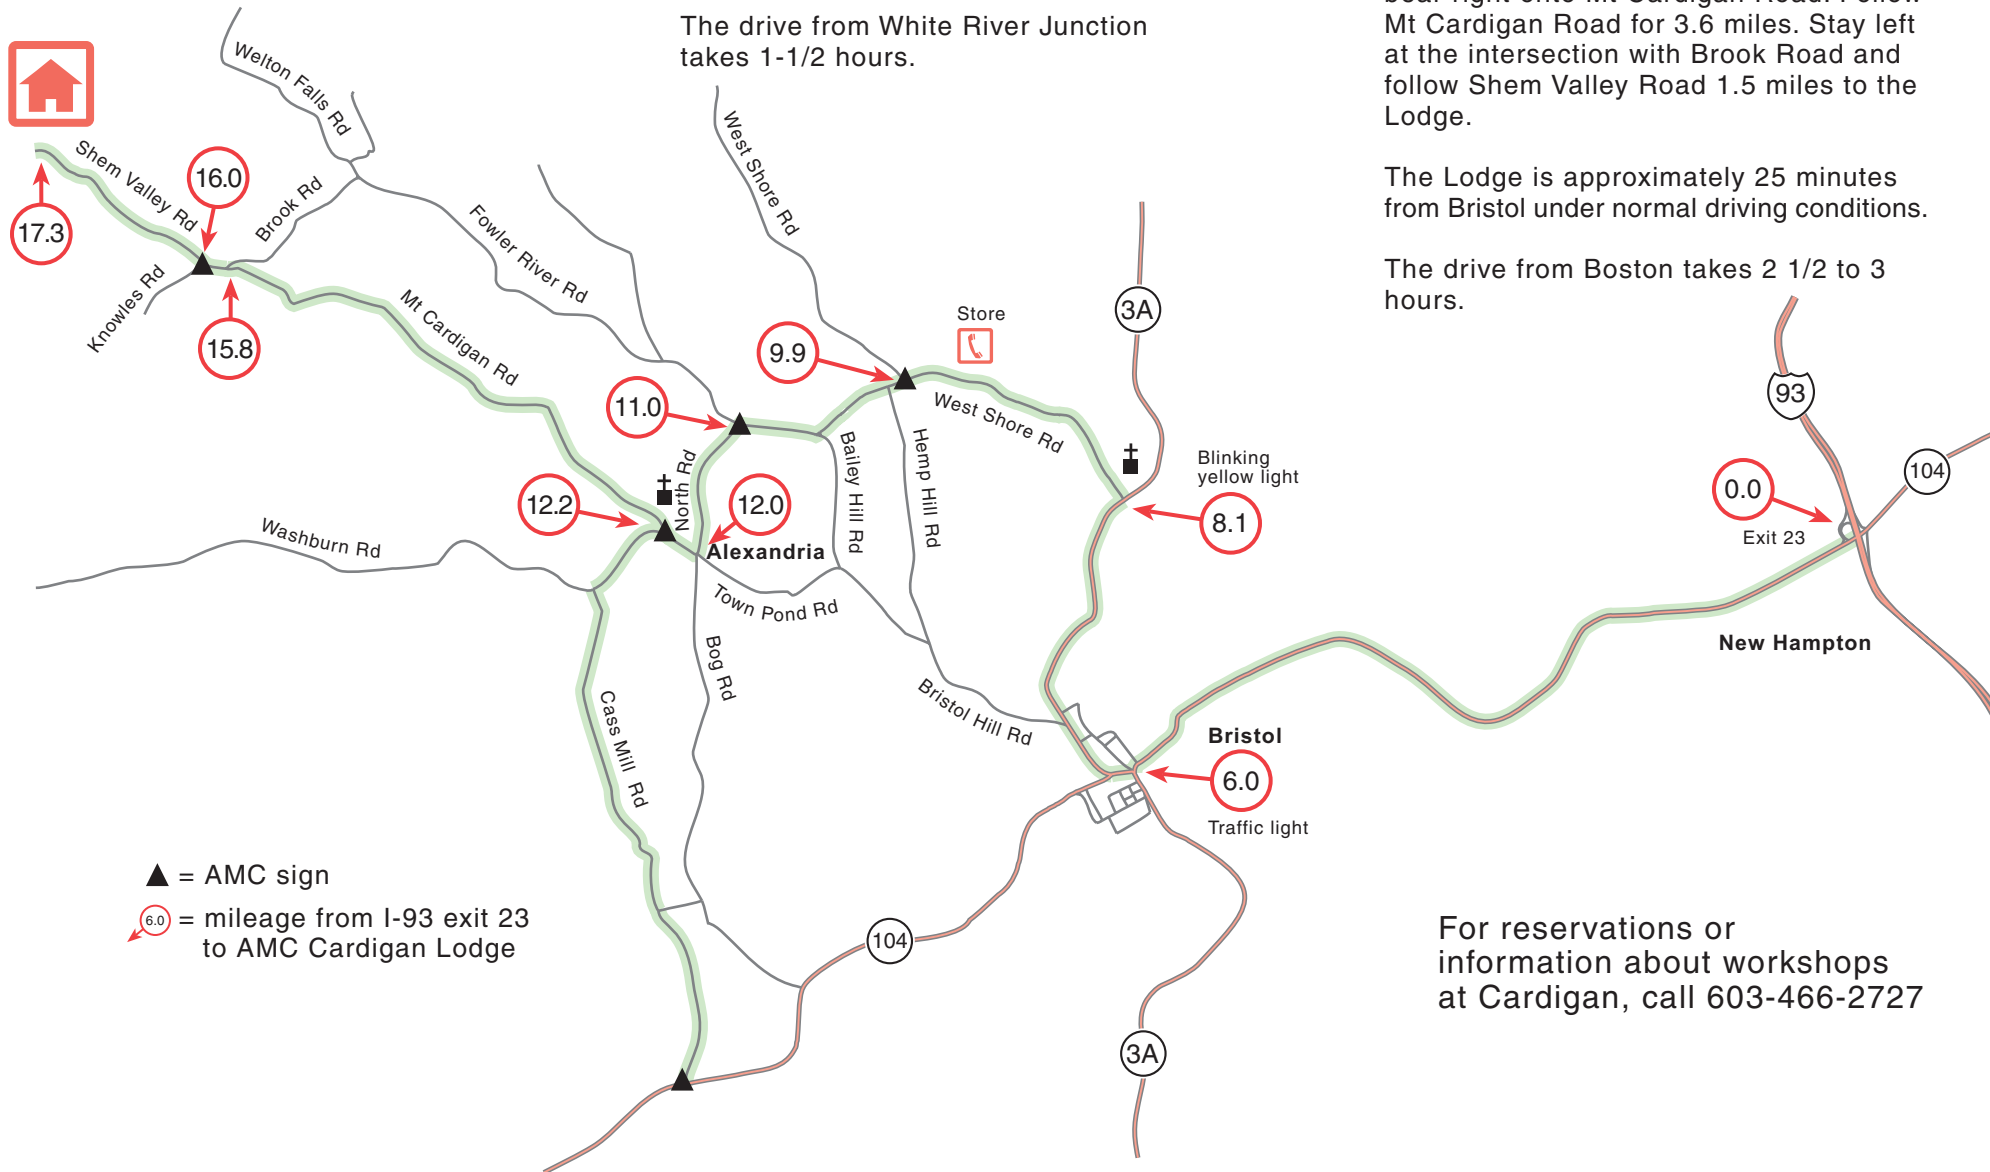 The drive from White River Junction
takes 1-1/2 hours.
bear right onto Mt Cardigan Road. Follow
Mt Cardigan Road for 3.6 miles. Stay left
at the intersection with Brook Road and
follow Shem Valley Road 1.5 miles to the
Lodge.
The Lodge is approximately 25 minutes
from Bristol under normal driving conditions.
The drive from Boston takes 2 1/2 to 3
hours.
Welton Falls Rd
Shem Valley Rd
16.0
Brook Rd
17.3
Knowles Rd
15.8
Mt Cardigan Rd
Fowler River Rd
West Shore Rd
Store
3A
9.9
11.0
West Shore Rd
93
104
0.0
Exit 23
Blinking
yellow light
8.1
12.2
North Rd
12.0
Bailey Hill Rd
Hemp Hill Rd
Washburn Rd
Alexandria
Town Pond Rd
Bog Rd
Cass Mill Rd
Bristol Hill Rd
New Hampton
Bristol
6.0
Traffic light
= AMC sign
6.0
= mileage from I-93 exit 23
to AMC Cardigan Lodge
104
3A
For reservations or
information about workshops
at Cardigan, call 603-466-2727